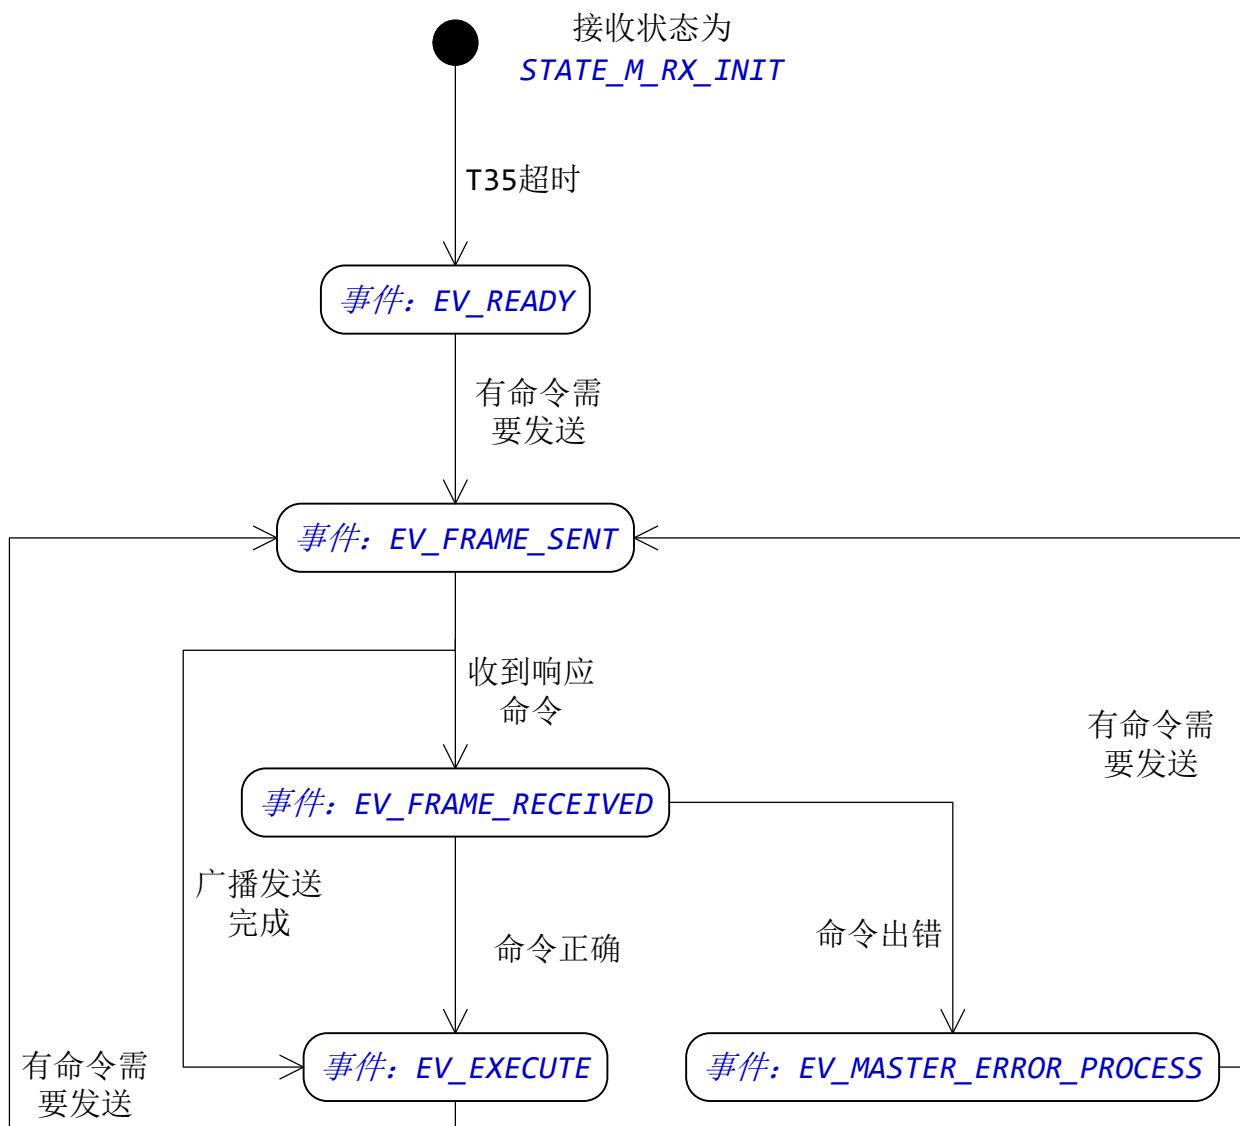 接收状态为
STATE_M_RX_INIT
T35超时
事件：EV_READY
有命令需
要发送
事件：EV_FRAME_SENT
收到响应
命令
有命令需
要发送
事件：EV_FRAME_RECEIVED
广播发送
完成
命令正确
命令出错
有命令需
要发送
事件：EV_EXECUTE
事件：EV_MASTER_ERROR_PROCESS